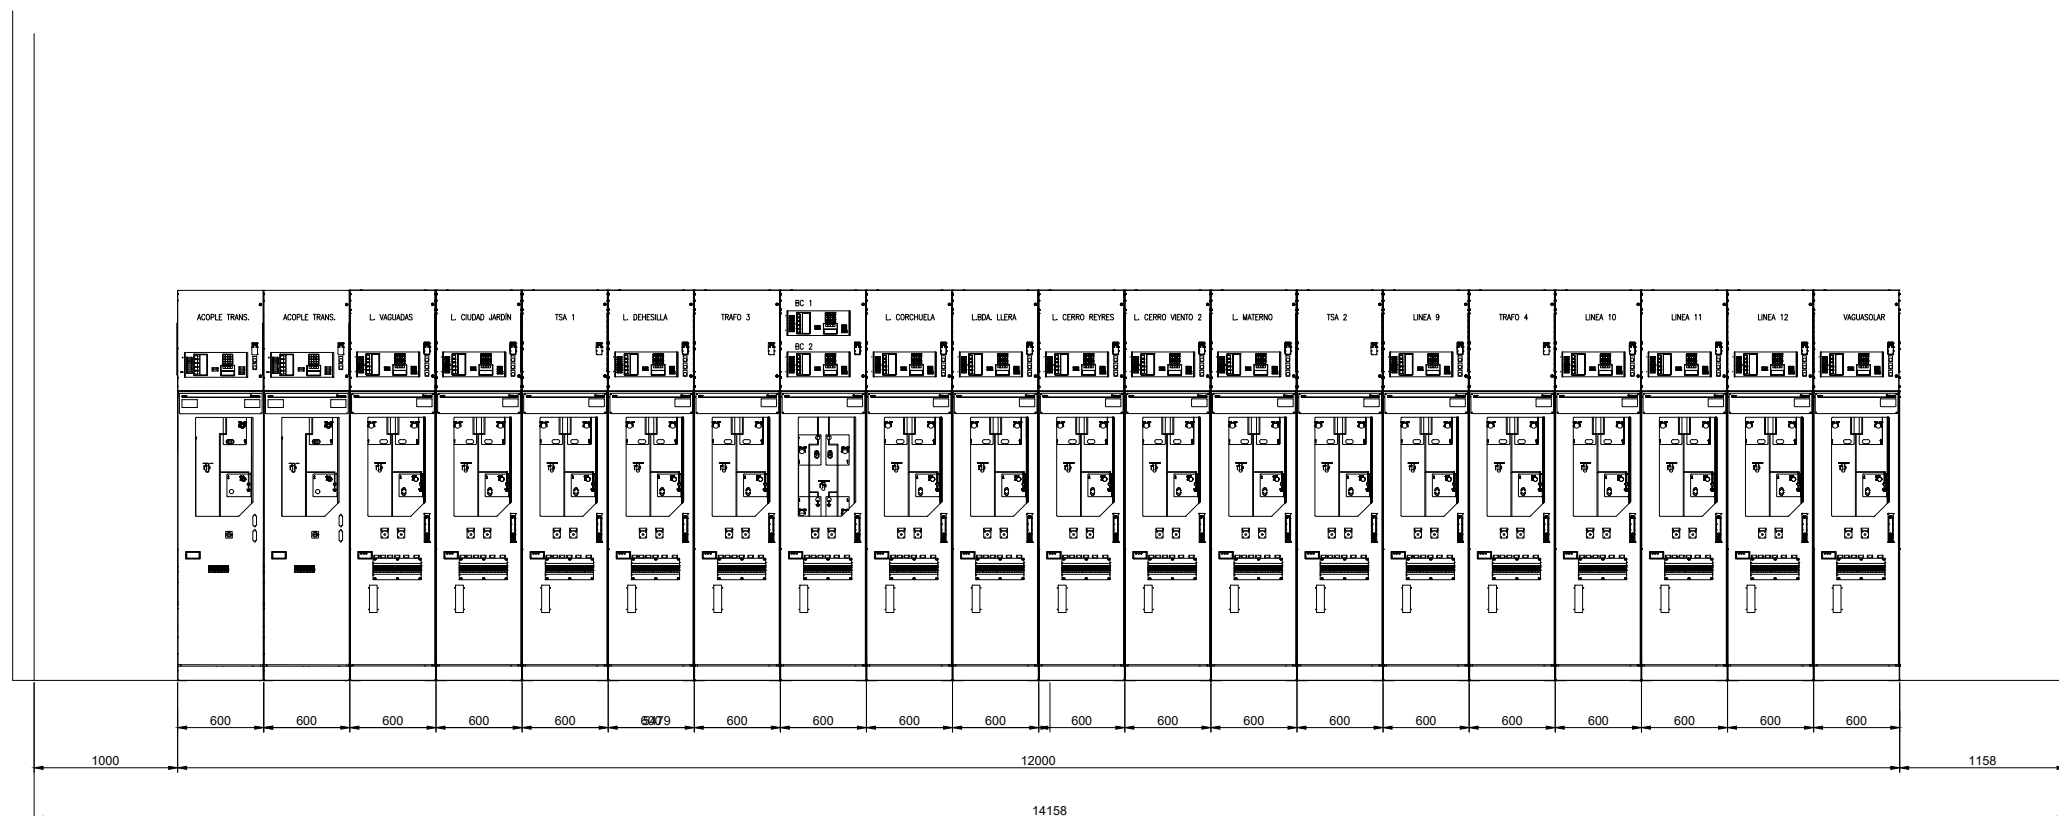 BC 1
ACOPLE TRANS.
ACOPLE TRANS.
L. VAGUADAS
L. CIUDAD JARDÍN
TSA 1
L. DEHESILLA
TRAFO 3
L. CORCHUELA
L.BDA. LLERA
L. CERRO REYRES
L. CERRO VIENTO 2
L. MATERNO
TSA 2
LINEA 9
TRAFO 4
LINEA 10
LINEA 11
LINEA 12
VAGUASOLAR
BC 2
600
600
600
600
600
600
5479
600
600
600
600
600
600
600
600
600
600
600
600
600
600
1000
12000
1158
14158